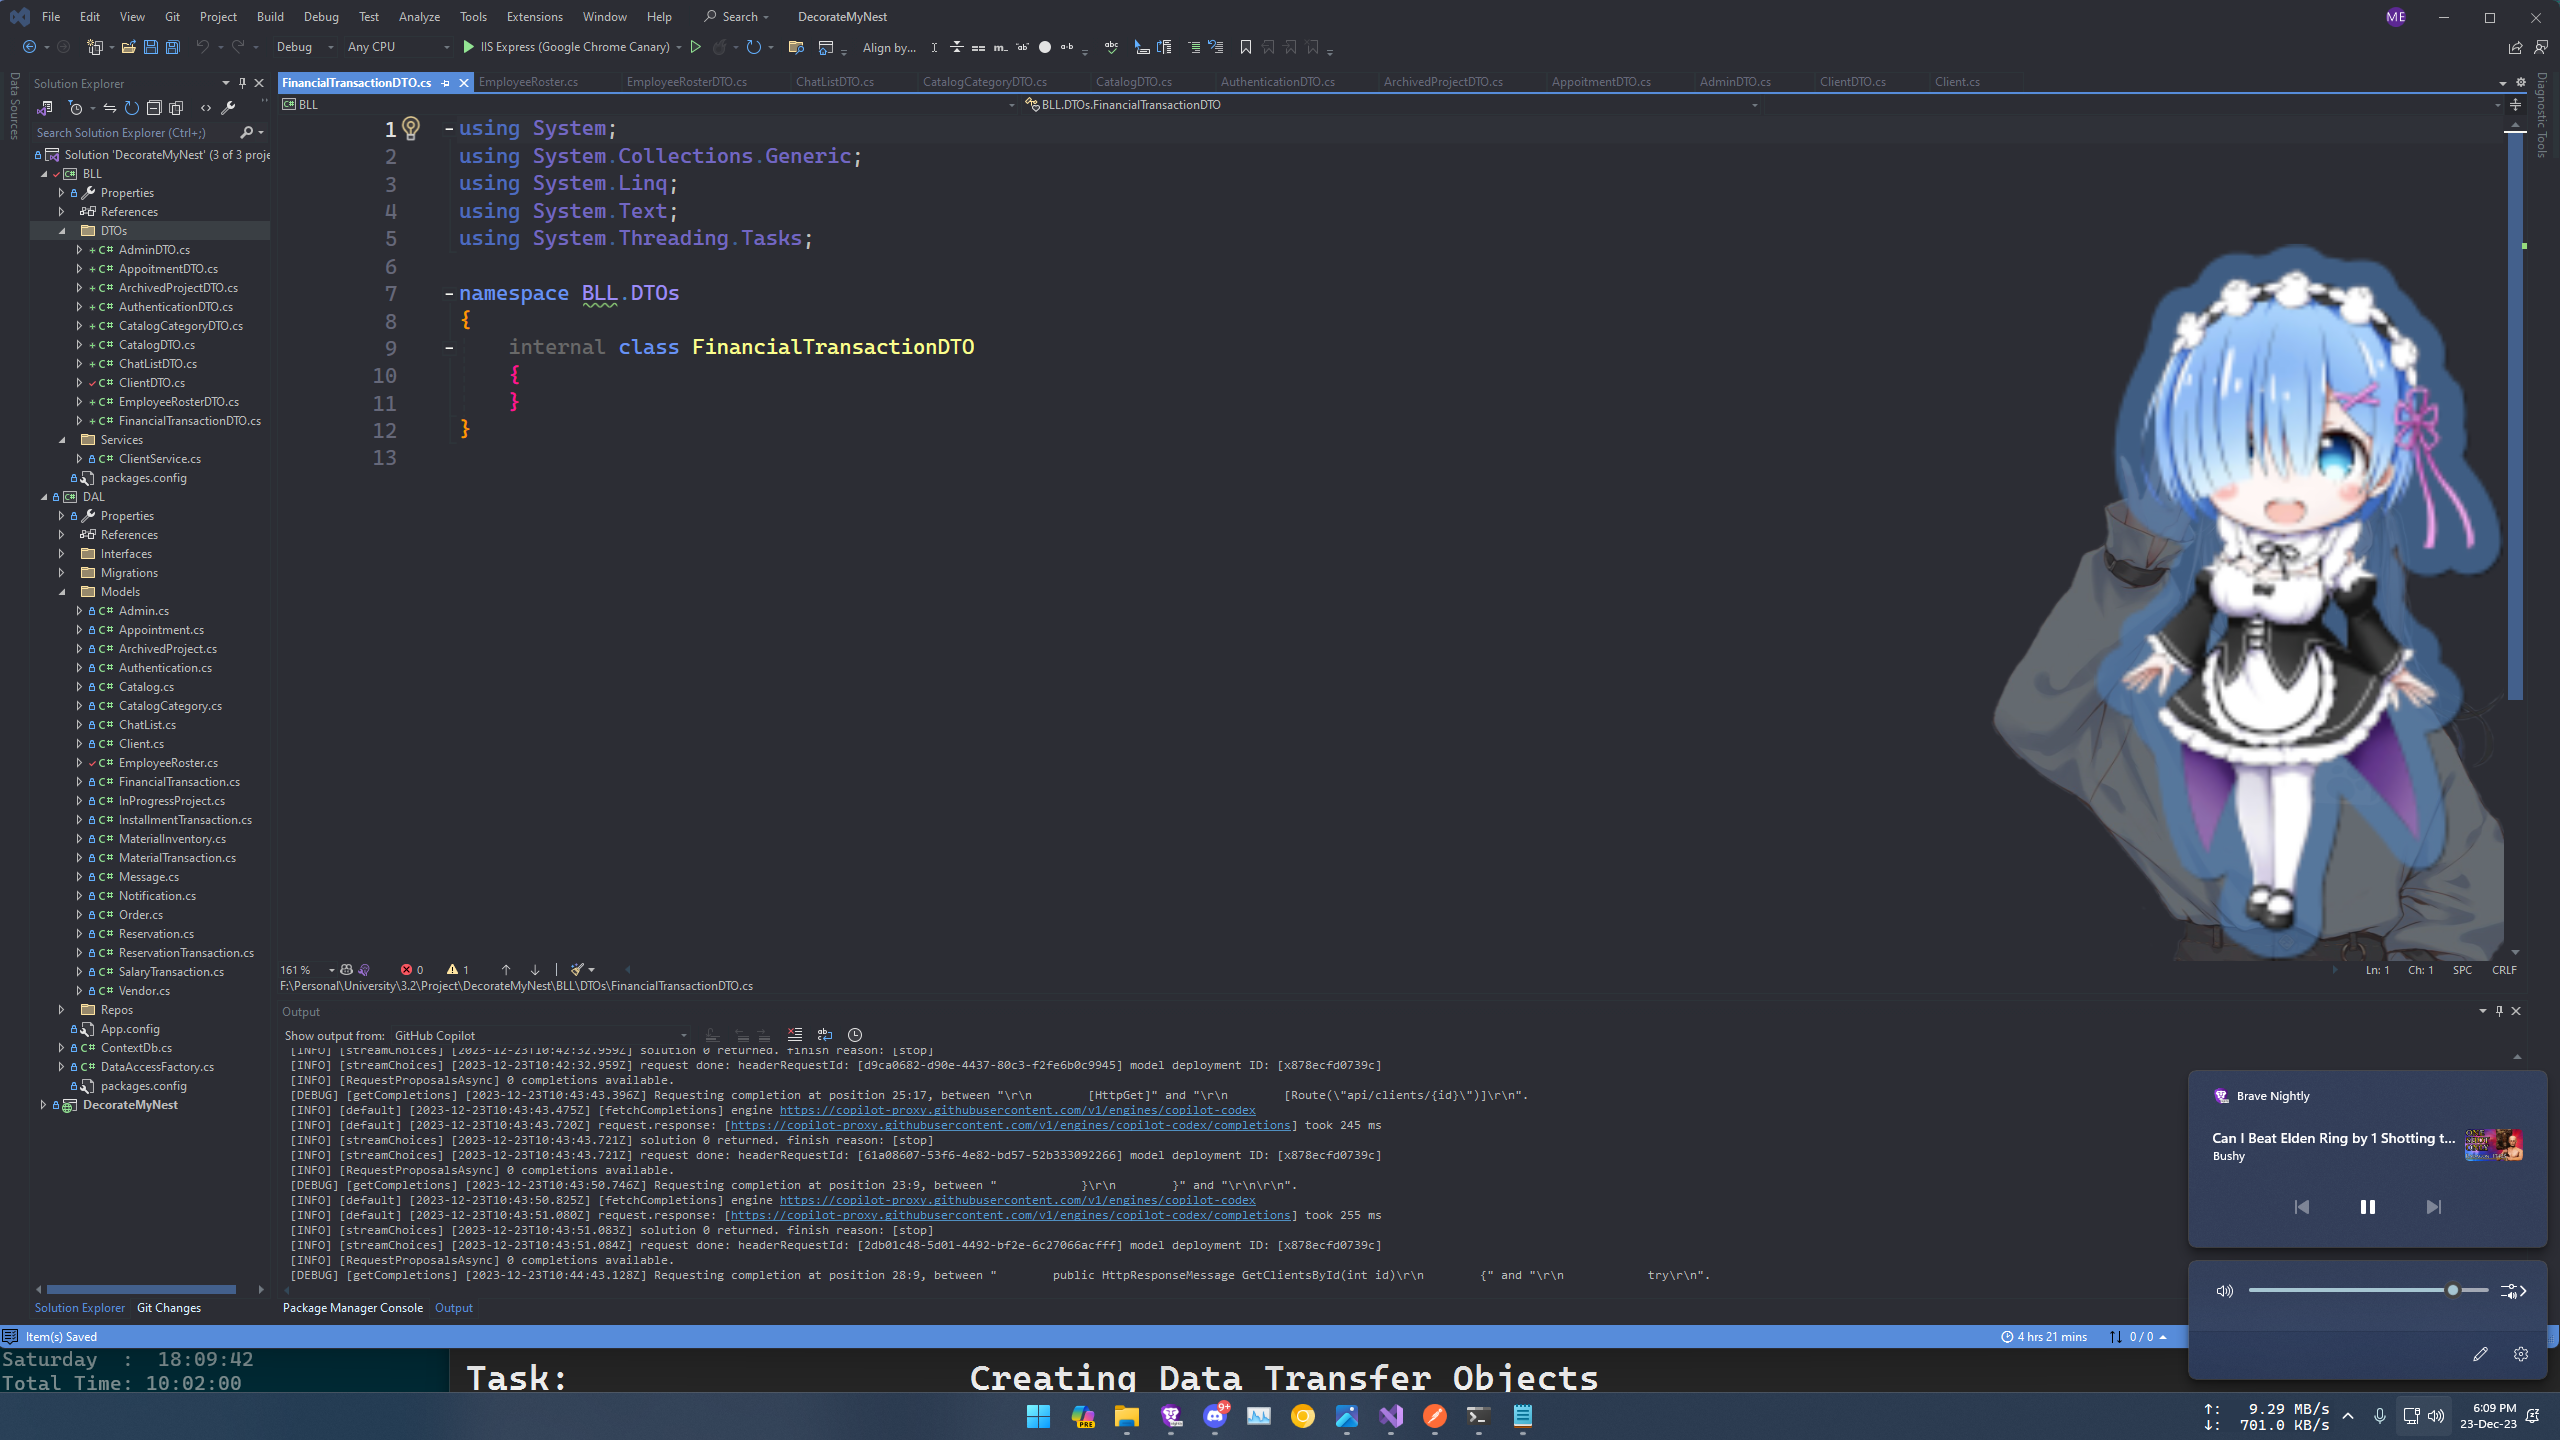 File Edit View Git Project Build Debug Test Analyze Tools Extensions Window Help Search DecorateMyNest ME
Debug Any CPU IIS Express (Google Chrome Canary) Align by...
Data Sources
Solution Explorer
Search Solution Explorer (Ctrl+;)
Solution 'DecorateMyNest' (3 of 3 proje
BLL
Properties
References
DTOs
AdminDTO.cs
AppoitmentDTO.cs
ArchivedProjectDTO.cs
AuthenticationDTO.cs
CatalogCategoryDTO.cs
CatalogDTO.cs
ChatListDTO.cs
ClientDTO.cs
EmployeeRosterDTO.cs
FinancialTransactionDTO.cs
Services
ClientService.cs
packages.config
DAL
Properties
References
Interfaces
Migrations
Models
Admin.cs
Appointment.cs
ArchivedProject.cs
Authentication.cs
Catalog.cs
CatalogCategory.cs
ChatList.cs
Client.cs
EmployeeRoster.cs
FinancialTransaction.cs
InProgressProject.cs
InstallmentTransaction.cs
MaterialInventory.cs
MaterialTransaction.cs
Message.cs
Notification.cs
Order.cs
Reservation.cs
ReservationTransaction.cs
SalaryTransaction.cs
Vendor.cs
Repos
App.config
ContextDb.cs
DataAccessFactory.cs
packages.config
DecorateMyNest
Solution Explorer Git Changes
FinancialTransactionDTO.cs EmployeeRoster.cs EmployeeRosterDTO.cs ChatListDTO.cs CatalogCategoryDTO.cs CatalogDTO.cs AuthenticationDTO.cs ArchivedProjectDTO.cs AppoitmentDTO.cs AdminDTO.cs ClientDTO.cs Client.cs
BLL BLL.DTOs.FinancialTransactionDTO
Diagnostic Tools
1 using System;
2 using System.Collections.Generic;
3 using System.Linq;
4 using System.Text;
5 using System.Threading.Tasks;
6
7 namespace BLL.DTOs
8 {
9 internal class FinancialTransactionDTO
10 {
11 }
12 }
13
161 % 0 1 Ln: 1 Ch: 1 SPC CRLF
F:\Personal\University\3.2\Project\DecorateMyNest\BLL\DTOs\FinancialTransactionDTO.cs
Output
Show output from: GitHub Copilot
[INFO] [streamChoices] [2023-12-23T10:42:32.959Z] solution 0 returned. finish reason: [stop]
[INFO] [streamChoices] [2023-12-23T10:42:32.959Z] request done: headerRequestId: [d9ca0682-d90e-4437-80c3-f2fe6b0c9945] model deployment ID: [x878ecfd0739c]
[INFO] [RequestProposalsAsync] 0 completions available.
[DEBUG] [getCompletions] [2023-12-23T10:43:43.396Z] Requesting completion at position 25:17, between "\r\n [HttpGet]" and "\r\n [Route(\"api/clients/{id}\")]\r\n".
[INFO] [default] [2023-12-23T10:43:43.475Z] [fetchCompletions] engine https://copilot-proxy.githubusercontent.com/v1/engines/copilot-codex
[INFO] [default] [2023-12-23T10:43:43.720Z] request.response: [https://copilot-proxy.githubusercontent.com/v1/engines/copilot-codex/completions] took 245 ms
[INFO] [streamChoices] [2023-12-23T10:43:43.721Z] solution 0 returned. finish reason: [stop]
[INFO] [streamChoices] [2023-12-23T10:43:43.721Z] request done: headerRequestId: [61a08607-53f6-4e82-bd57-52b333092266] model deployment ID: [x878ecfd0739c]
[INFO] [RequestProposalsAsync] 0 completions available.
[DEBUG] [getCompletions] [2023-12-23T10:43:50.746Z] Requesting completion at position 23:9, between " }\r\n }" and "\r\n\r\n".
[INFO] [default] [2023-12-23T10:43:50.825Z] [fetchCompletions] engine https://copilot-proxy.githubusercontent.com/v1/engines/copilot-codex
[INFO] [default] [2023-12-23T10:43:51.080Z] request.response: [https://copilot-proxy.githubusercontent.com/v1/engines/copilot-codex/completions] took 255 ms
[INFO] [streamChoices] [2023-12-23T10:43:51.083Z] solution 0 returned. finish reason: [stop]
[INFO] [streamChoices] [2023-12-23T10:43:51.084Z] request done: headerRequestId: [2db01c48-5d01-4492-bf2e-6c27066acfff] model deployment ID: [x878ecfd0739c]
[INFO] [RequestProposalsAsync] 0 completions available.
[DEBUG] [getCompletions] [2023-12-23T10:44:43.128Z] Requesting completion at position 28:9, between " public HttpResponseMessage GetClientsById(int id)\r\n {" and "\r\n try\r\n".
Package Manager Console Output
Brave Nightly
Can I Beat Elden Ring by 1 Shotting t...
Bushy
Item(s) Saved 4 hrs 21 mins 0 / 0
Saturday : 18:09:42
Total Time: 10:02:00
Task: Creating Data Transfer Objects
PRE
9+
↑: 9.29 MB/s
↓: 701.0 KB/s
6:09 PM
23-Dec-23